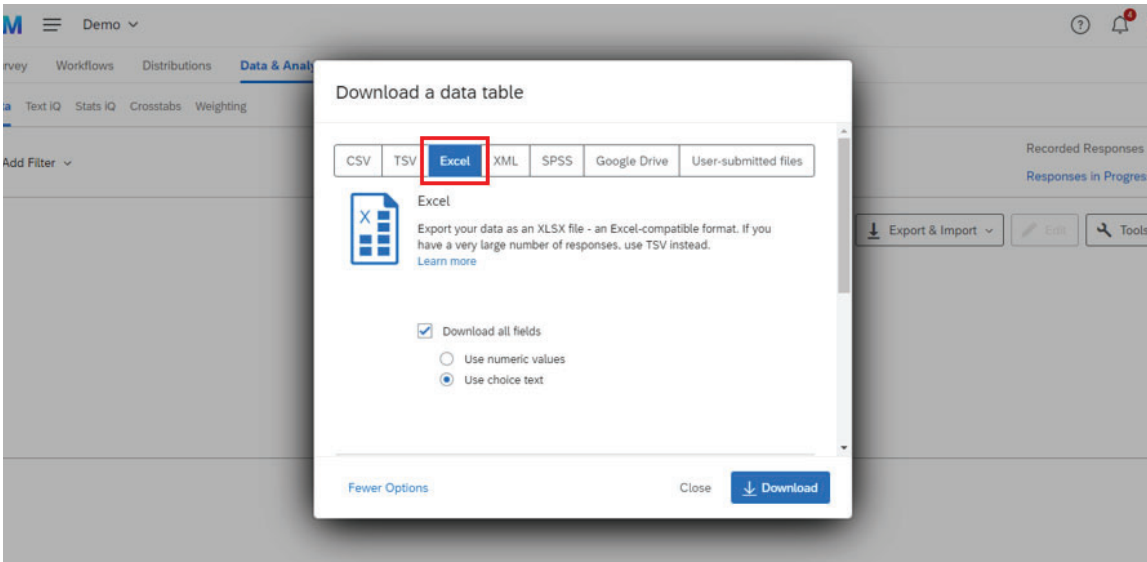 M Demo
4
rvey Workflows Distributions Data & Analy
a Text iQ Stats iQ Crosstabs Weighting
Add Filter
Recorded Responses
Responses in Progres
Export & Import Edit Tools
Download a data table
CSV TSV Excel XML SPSS Google Drive User-submitted files
X
Excel
Export your data as an XLSX file - an Excel-compatible format. If you
have a very large number of responses, use TSV instead.
Learn more
Download all fields
Use numeric values
Use choice text
Fewer Options Close Download